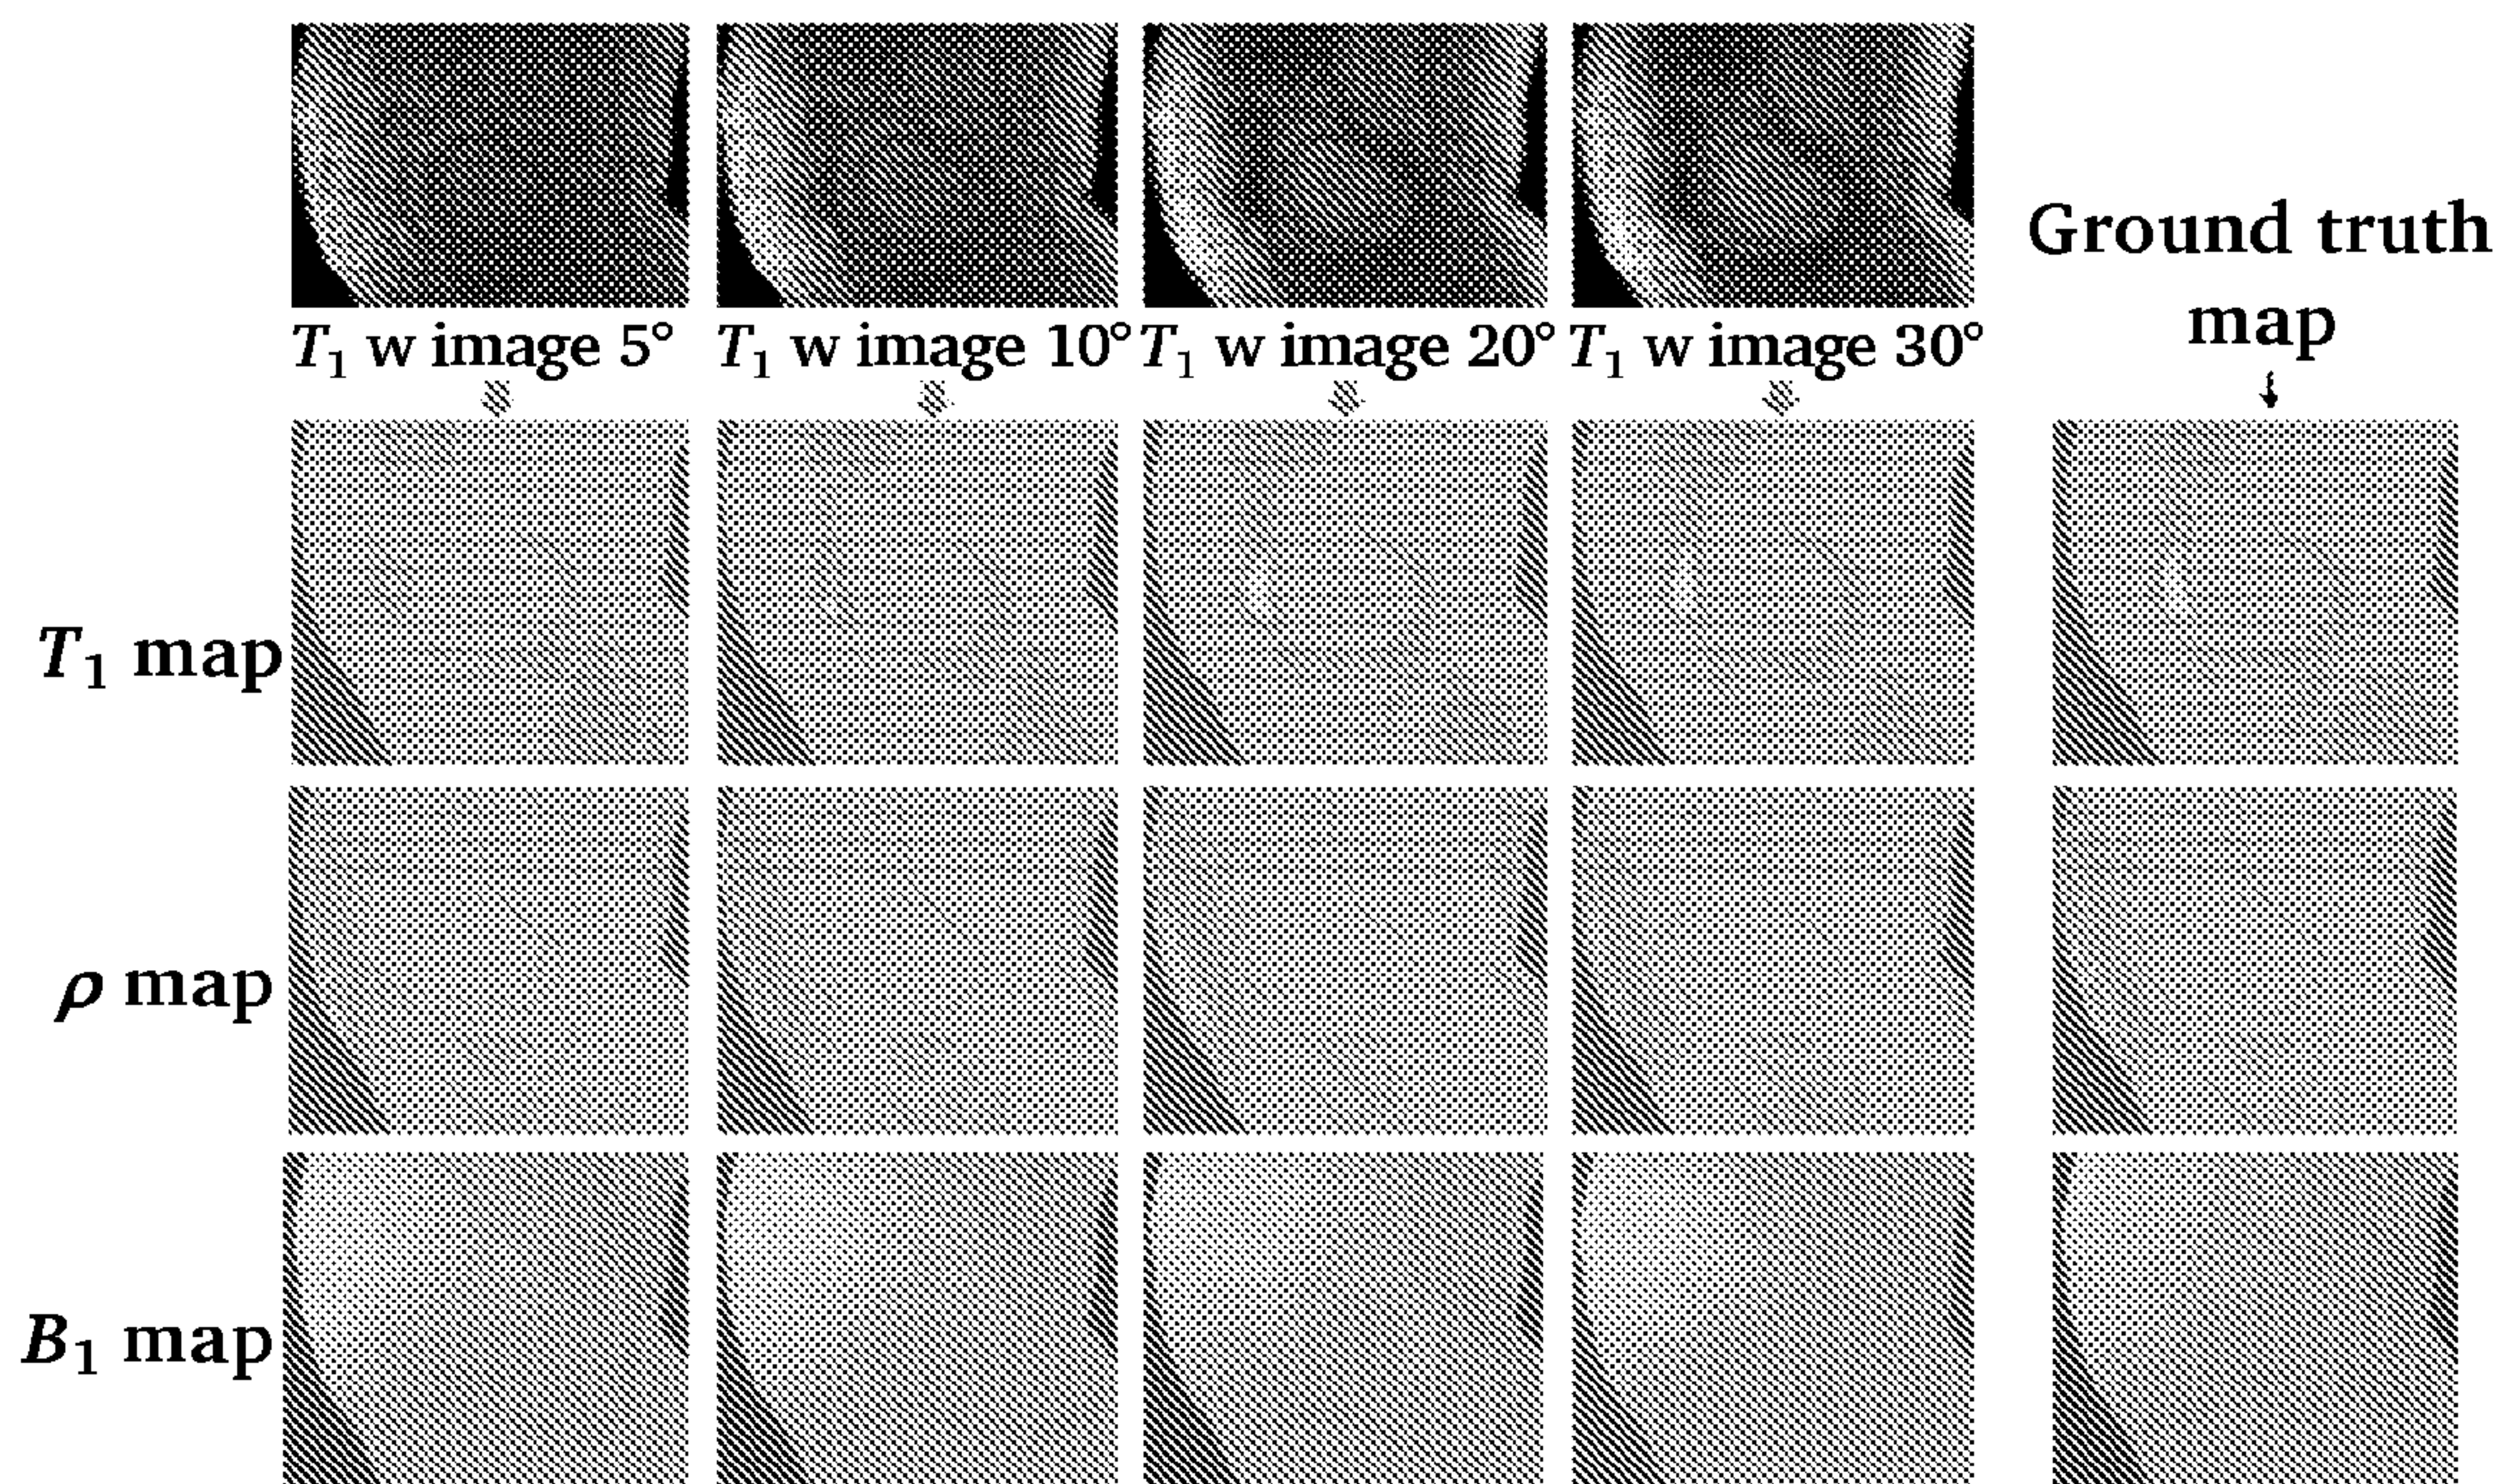 Ground truth
map
T₁ w image 5° T₁ w image 10° T₁ w image 20° T₁ w image 30°
T₁ map
ρ map
B₁ map